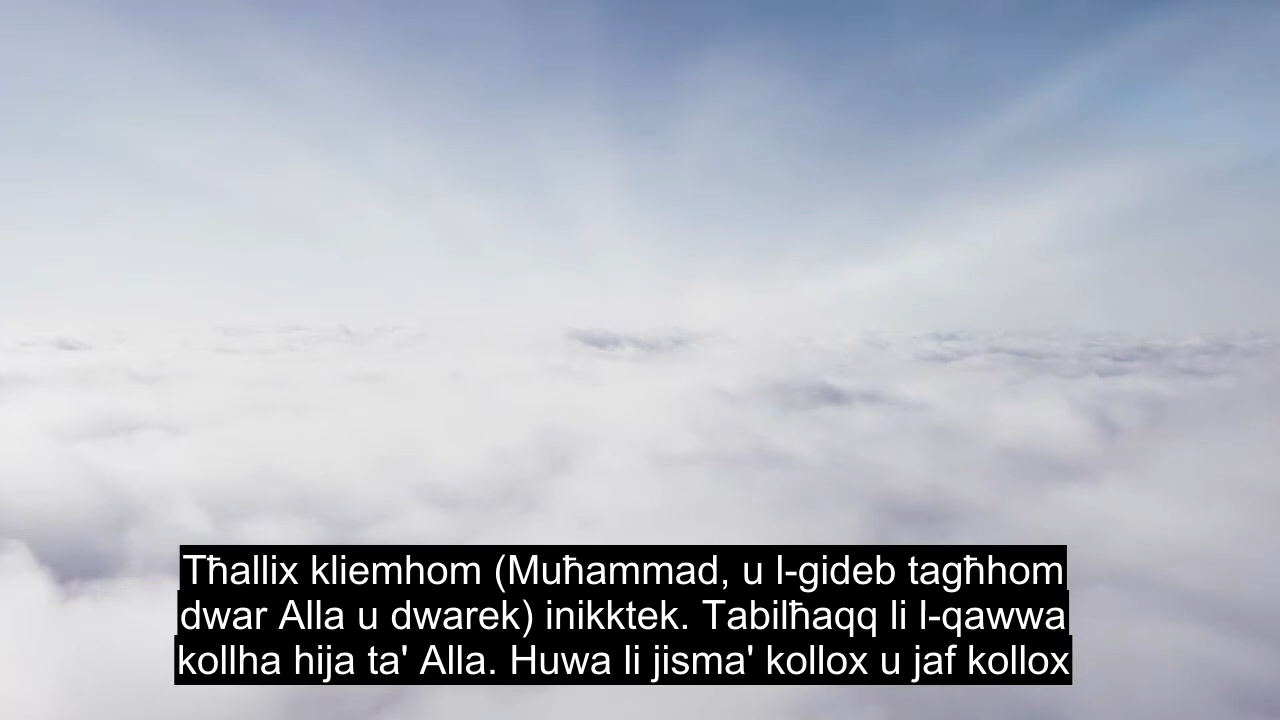 Tħallix kliemhom (Muħammad, u l-gideb tagħhom
dwar Alla u dwarek) inikktek. Tabilħaqq li l-qawwa
kollha hija ta' Alla. Huwa li jisma' kollox u jaf kollox